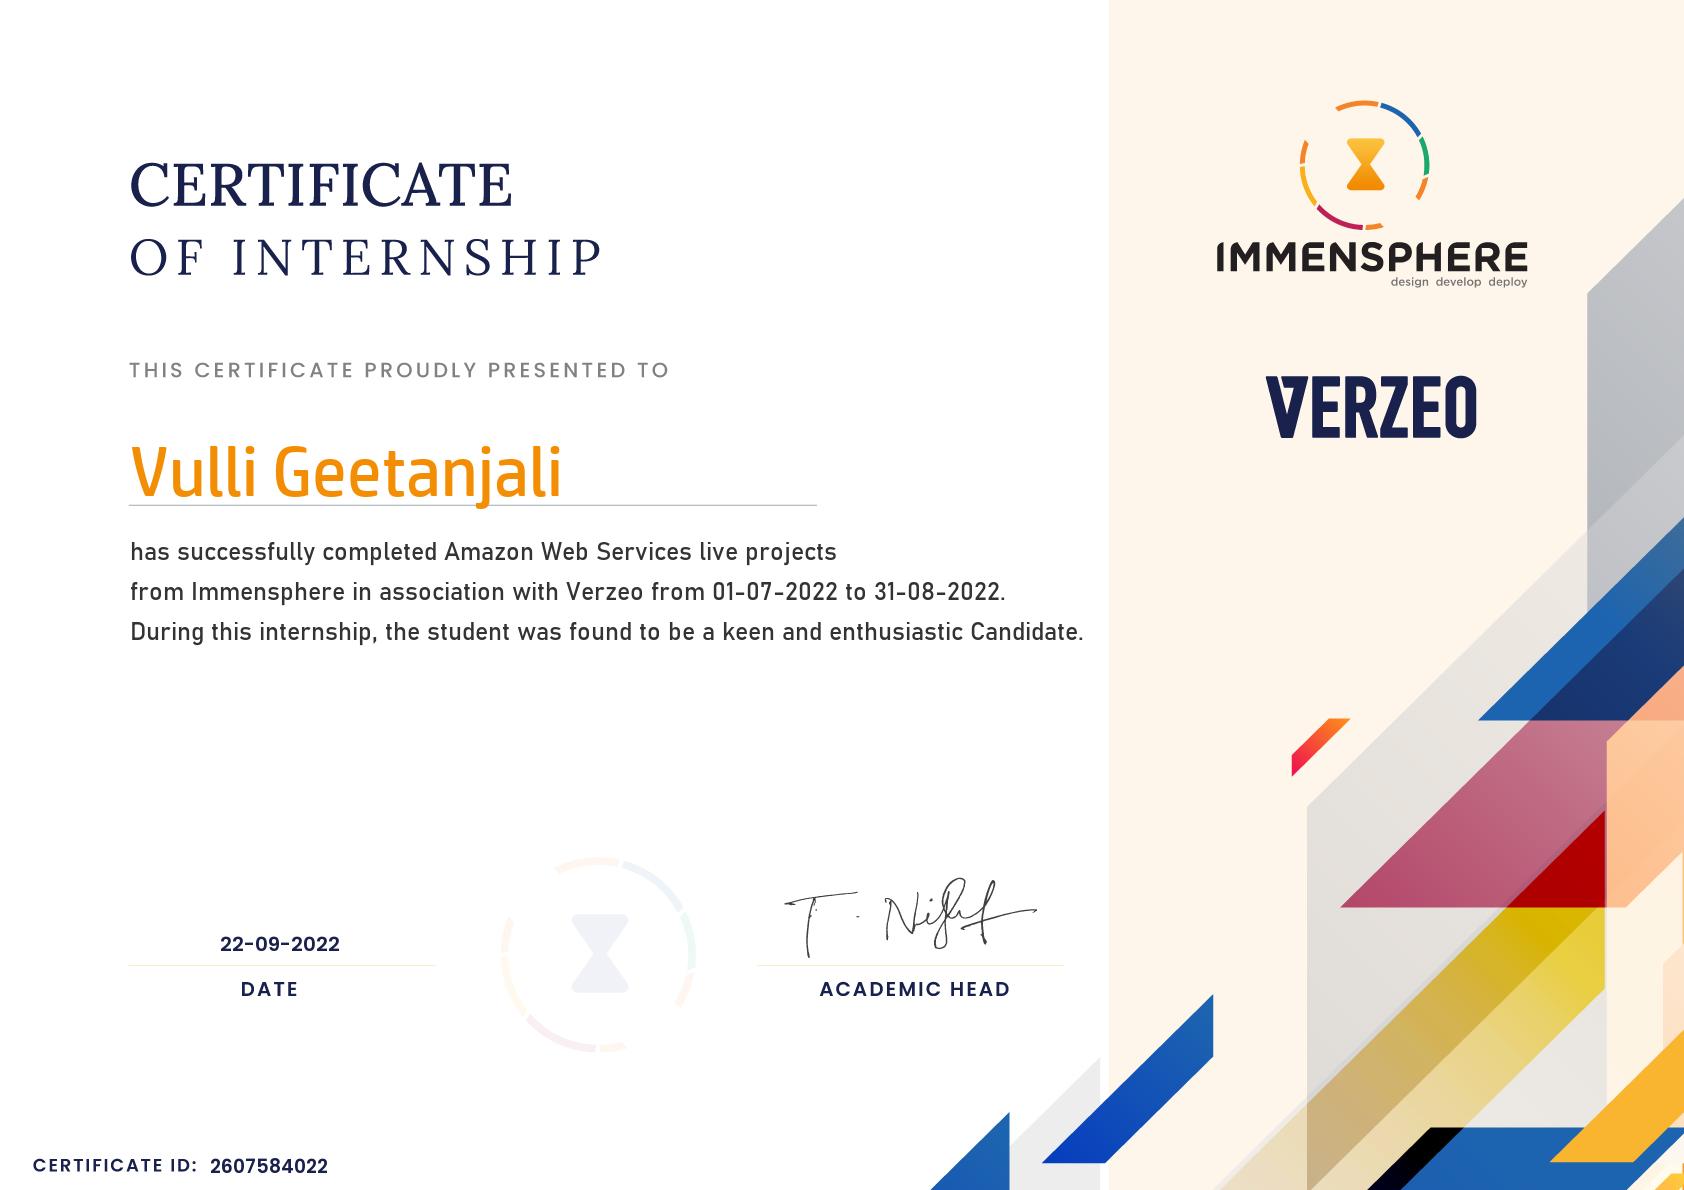 CERTIFICATE
OF INTERNSHIP
THIS CERTIFICATE PROUDLY PRESENTED TO
Vulli Geetanjali
has successfully completed Amazon Web Services live projects
from Immensphere in association with Verzeo from 01-07-2022 to 31-08-2022.
During this internship, the student was found to be a keen and enthusiastic Candidate.
22-09-2022
DATE
ACADEMIC HEAD
CERTIFICATE ID: 2607584022
IMMENSPHERE
design develop deploy
VERZEO